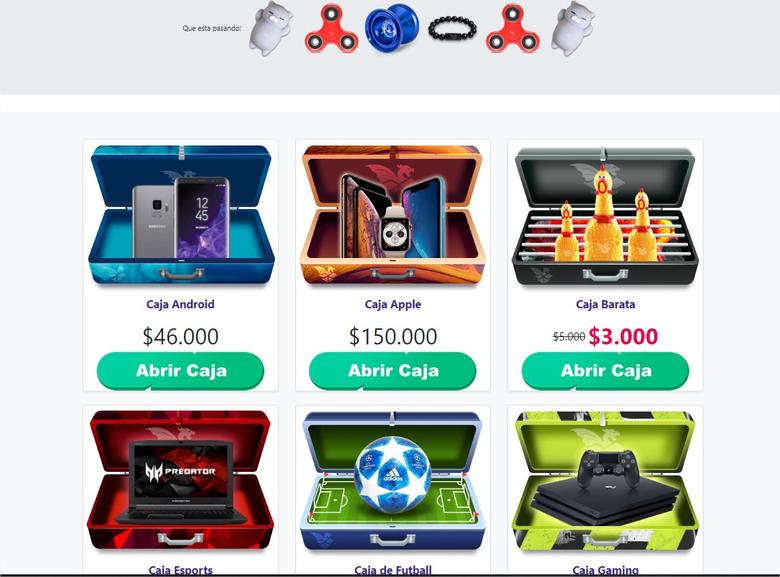 Que esta pasando:
SAMSUNG
12
45
Caja Android
Caja Apple
Caja Barata
$46.000
$150.000
$5.000 $3.000
Abrir Caja
Abrir Caja
Abrir Caja
PREDATOR
adidas
Caja Esports
Caja de Futball
Caja Gaming